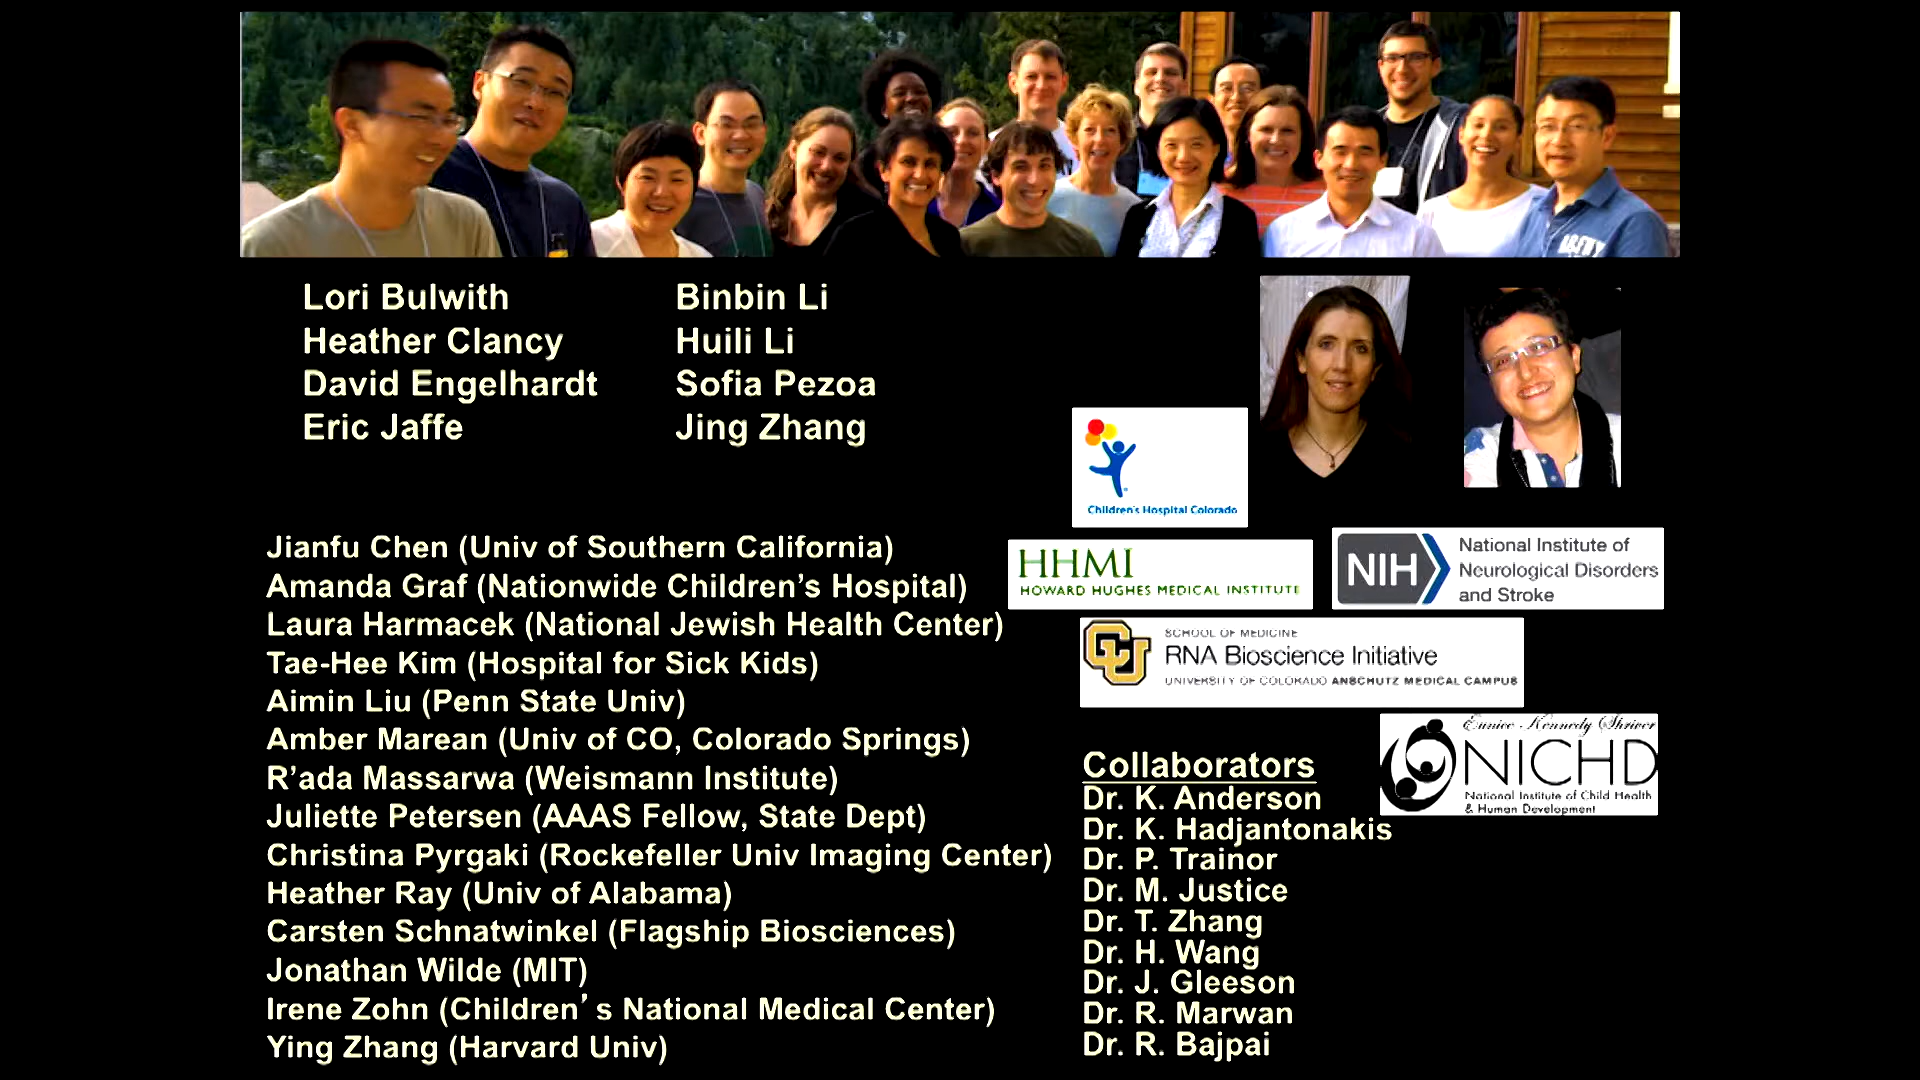 Lori Bulwith
Heather Clancy
David Engelhardt
Eric Jaffe
Binbin Li
Huili Li
Sofia Pezoa
Jing Zhang
Children's Hospital Colorado
HHMI
HOWARD HUGHES MEDICAL INSTITUTE
NIH
National Institute of
Neurological Disorders
and Stroke
CU
SCHOOL OF MEDICINE
RNA Bioscience Initiative
UNIVERSITY OF COLORADO ANSCHUTZ MEDICAL CAMPUS
Eunice Kennedy Shriver
NICHD
National Institute of Child Health
& Human Development
Jianfu Chen (Univ of Southern California)
Amanda Graf (Nationwide Children’s Hospital)
Laura Harmacek (National Jewish Health Center)
Tae-Hee Kim (Hospital for Sick Kids)
Aimin Liu (Penn State Univ)
Amber Marean (Univ of CO, Colorado Springs)
R’ada Massarwa (Weismann Institute)
Juliette Petersen (AAAS Fellow, State Dept)
Christina Pyrgaki (Rockefeller Univ Imaging Center)
Heather Ray (Univ of Alabama)
Carsten Schnatwinkel (Flagship Biosciences)
Jonathan Wilde (MIT)
Irene Zohn (Children’s National Medical Center)
Ying Zhang (Harvard Univ)
Collaborators
Dr. K. Anderson
Dr. K. Hadjantonakis
Dr. P. Trainor
Dr. M. Justice
Dr. T. Zhang
Dr. H. Wang
Dr. J. Gleeson
Dr. R. Marwan
Dr. R. Bajpai